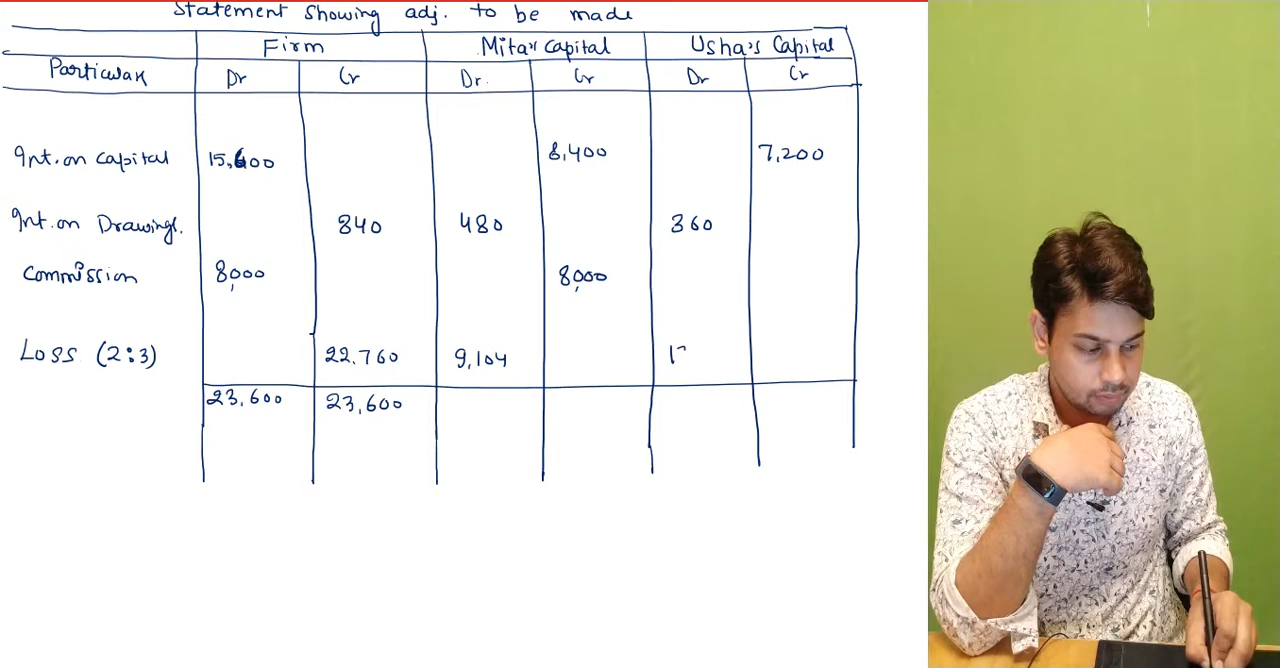 Statement Showing adj. to be made
Firm Mita's Capital Usha's Capital
Particulars Dr Cr Dr. Cr Dr Cr
Int. on Capital 15,600 8,400 7,200
Int. on Drawings. 840 480 360
Commission 8,000 8,000
Loss (2:3) 22,760 9,104 1
23,600 23,600